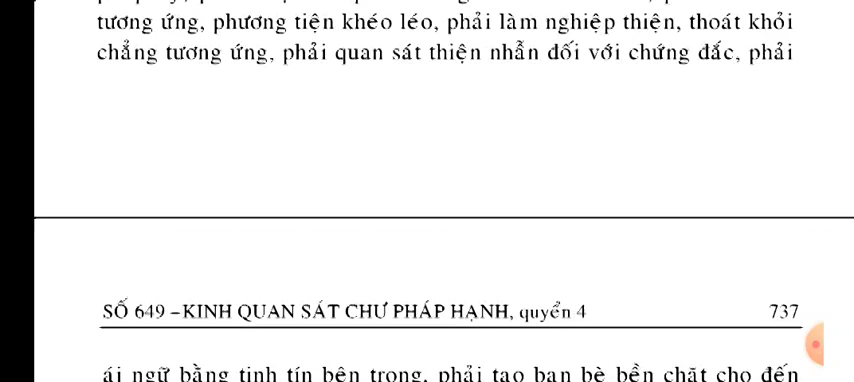 tương ứng, phương tiện khéo léo, phải làm nghiệp thiện, thoát khỏi
chẳng tương ứng, phải quan sát thiện nhẫn đối với chứng đắc, phải
SỐ 649 –KINH QUAN SÁT CHƯ PHÁP HẠNH, quyển 4 737
ái ngữ bằng tịnh tín bên trong, phải tạo bạn bè bền chặt cho đến